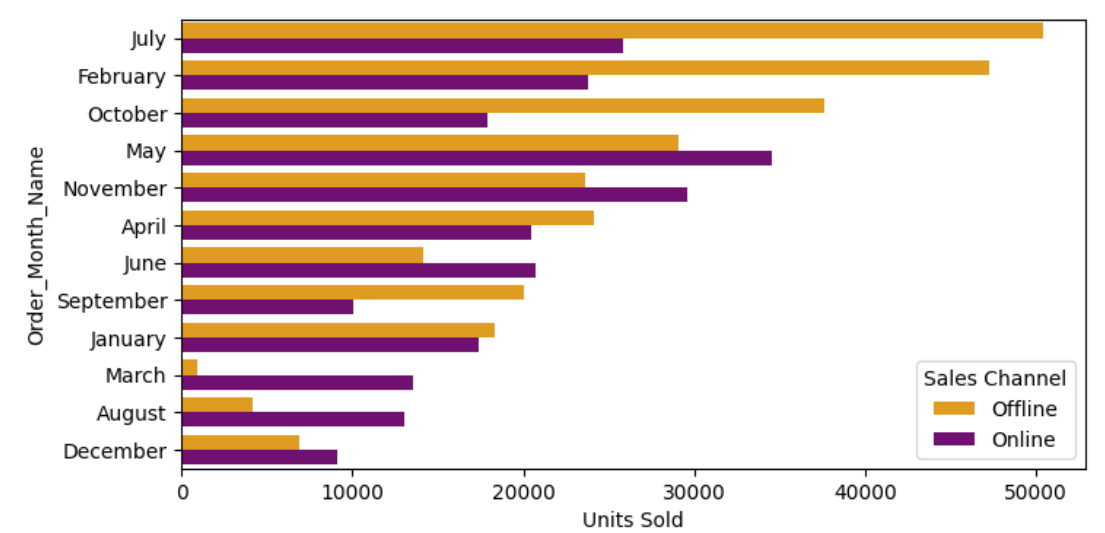 Order_Month_Name
July
February
October
May
November
April
June
September
January
March
August
December
Sales Channel
Offline
Online
0 10000 20000 30000 40000 50000
Units Sold